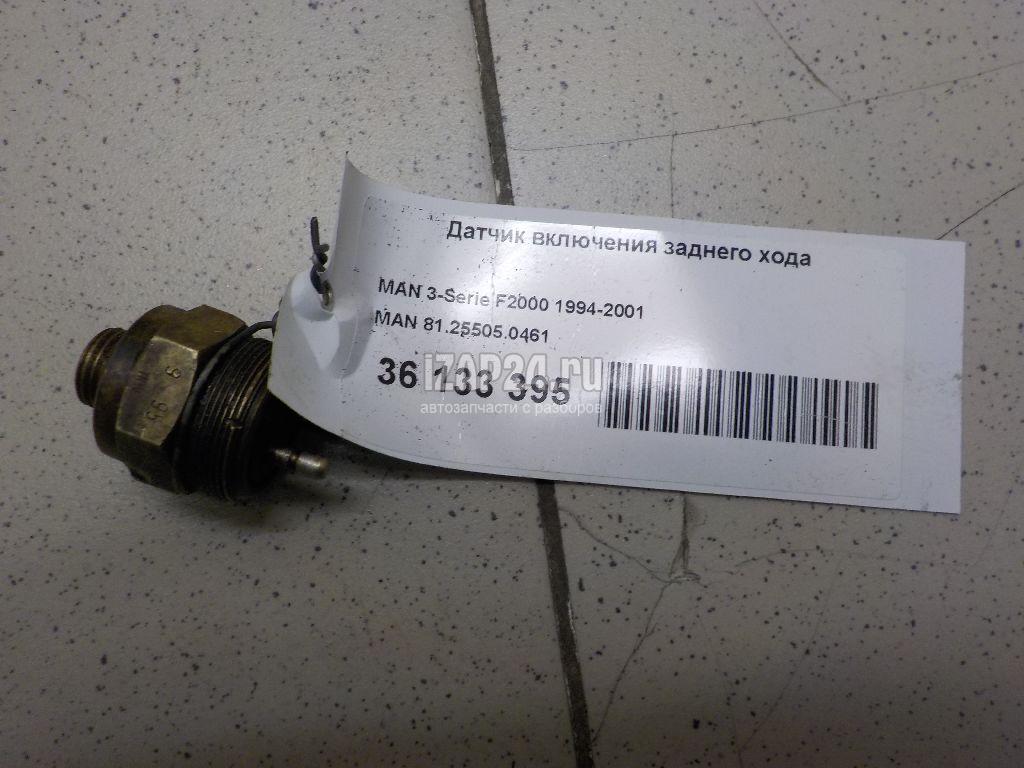 Датчик включения заднего хода
MAN 3-Serie F2000 1994-2001
MAN 81.25505.0461
36 133 395
iZAP24.ru
автозапчасти с разборов